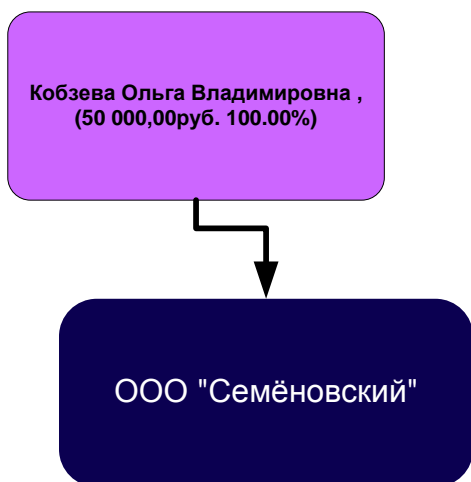 Кобзева Ольга Владимировна ,
(50 000,00руб. 100.00%)
ООО "Семёновский"